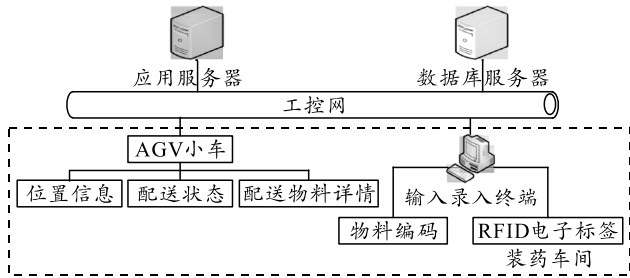 应用服务器
数据库服务器
工控网
AGV小车
位置信息
配送状态
配送物料详情
输入录入终端
物料编码
RFID电子标签
装药车间